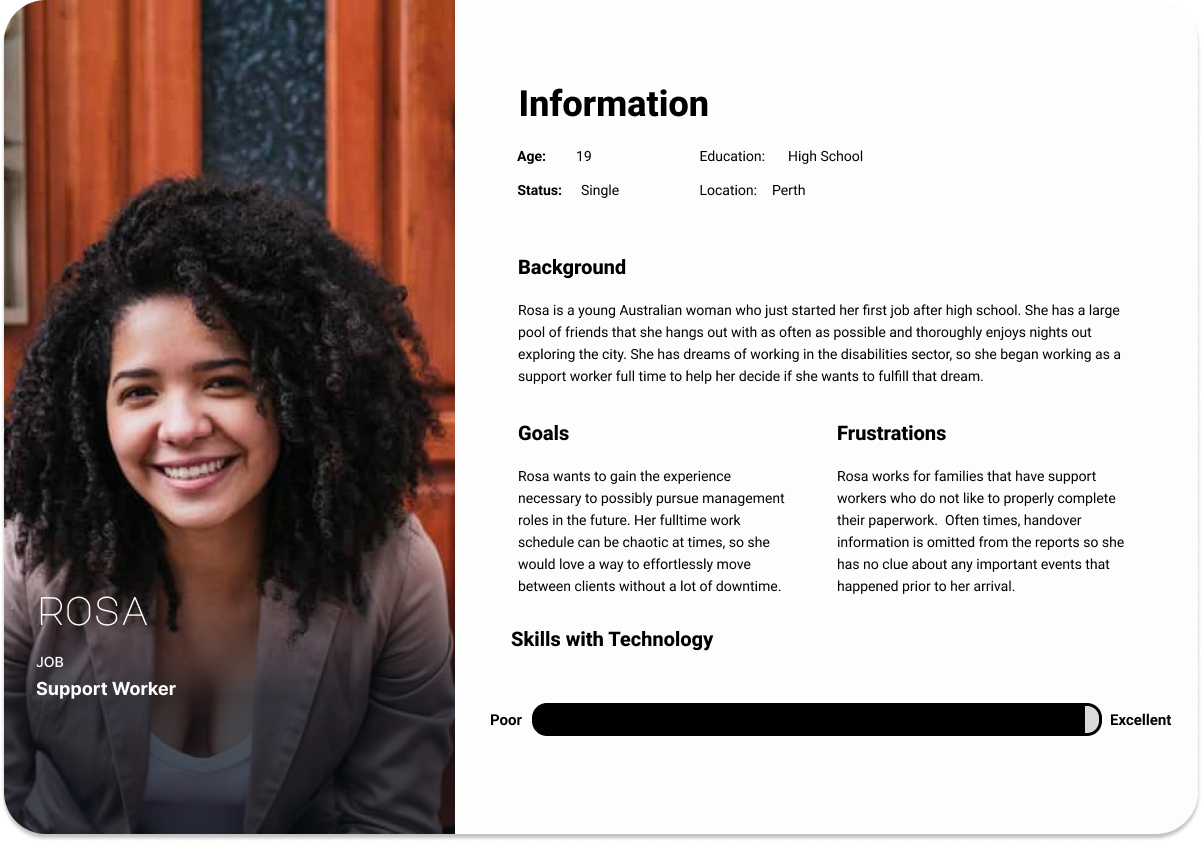 ROSA
JOB
Support Worker
Information
Age: 19 Education: High School
Status: Single Location: Perth
Background
Rosa is a young Australian woman who just started her first job after high school. She has a large
pool of friends that she hangs out with as often as possible and thoroughly enjoys nights out
exploring the city. She has dreams of working in the disabilities sector, so she began working as a
support worker full time to help her decide if she wants to fulfill that dream.
Goals
Rosa wants to gain the experience
necessary to possibly pursue management
roles in the future. Her fulltime work
schedule can be chaotic at times, so she
would love a way to effortlessly move
between clients without a lot of downtime.
Frustrations
Rosa works for families that have support
workers who do not like to properly complete
their paperwork.  Often times, handover
information is omitted from the reports so she
has no clue about any important events that
happened prior to her arrival.
Skills with Technology
Poor Excellent